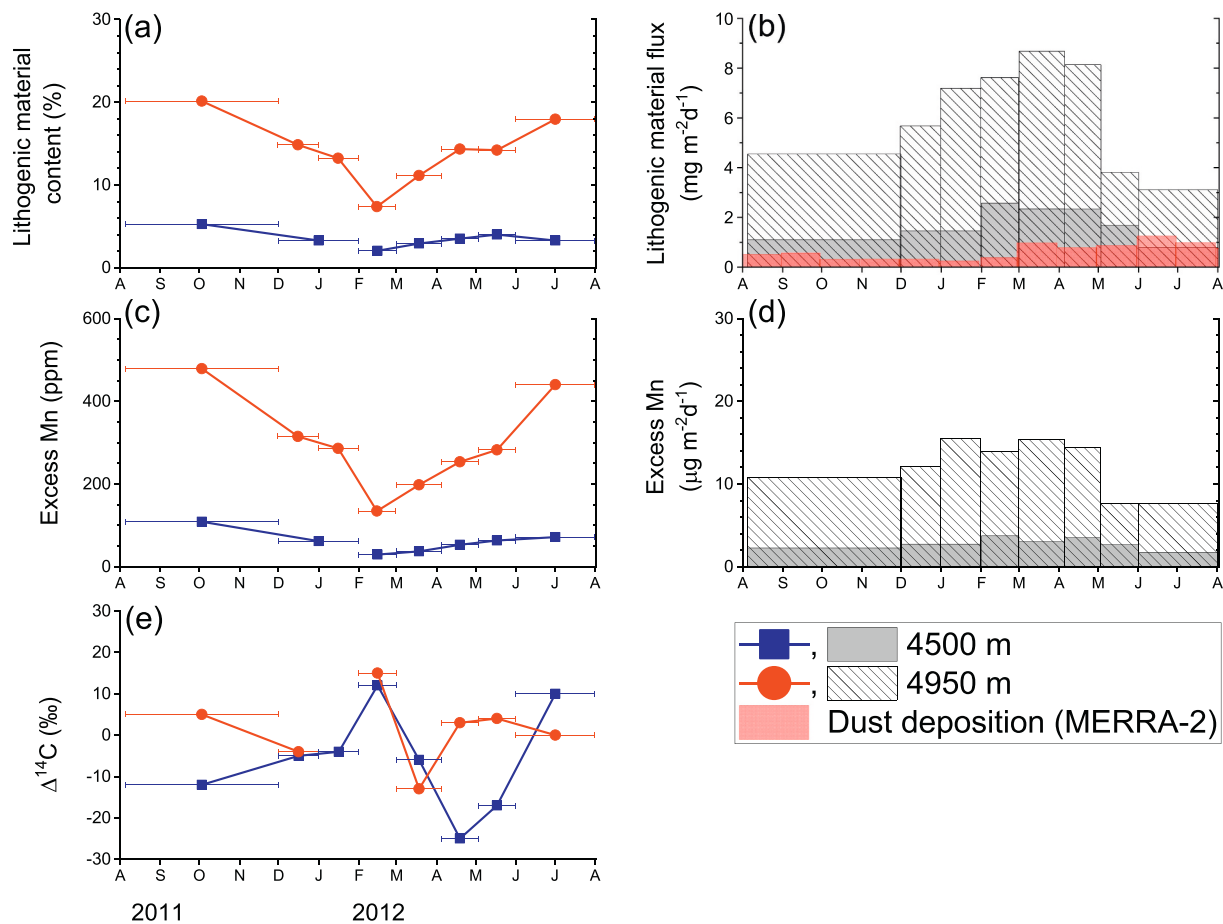 (a)
Lithogenic material
content (%)
30
20
10
0
A S O N D J F M A M J J A
(b)
Lithogenic material flux
(mg m-2d-1)
10
8
6
4
2
0
A S O N D J F M A M J J A
(c)
Excess Mn (ppm)
600
400
200
0
A S O N D J F M A M J J A
(d)
Excess Mn
(μg m-2d-1)
30
20
10
0
A S O N D J F M A M J J A
(e)
Δ14C (‰)
30
20
10
0
-10
-20
-30
A S O N D J F M A M J J A
2011 2012
, 4500 m
, 4950 m
Dust deposition (MERRA-2)